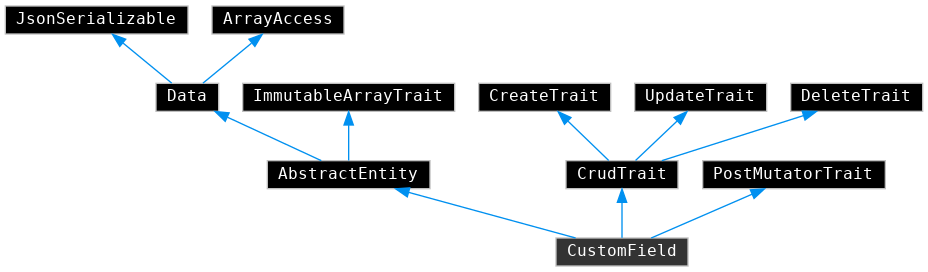 JsonSerializable
ArrayAccess
Data
ImmutableArrayTrait
CreateTrait
UpdateTrait
DeleteTrait
AbstractEntity
CrudTrait
PostMutatorTrait
CustomField